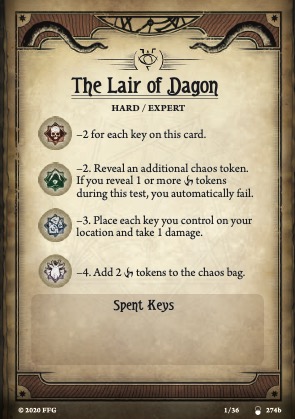 The Lair of Dagon
HARD / EXPERT
–2 for each key on this card.
–2. Reveal an additional chaos token.
If you reveal 1 or more tokens
during this test, you automatically fail.
–3. Place each key you control on your
location and take 1 damage.
–4. Add 2 tokens to the chaos bag.
Spent Keys
© 2020 FFG 1/36 274b